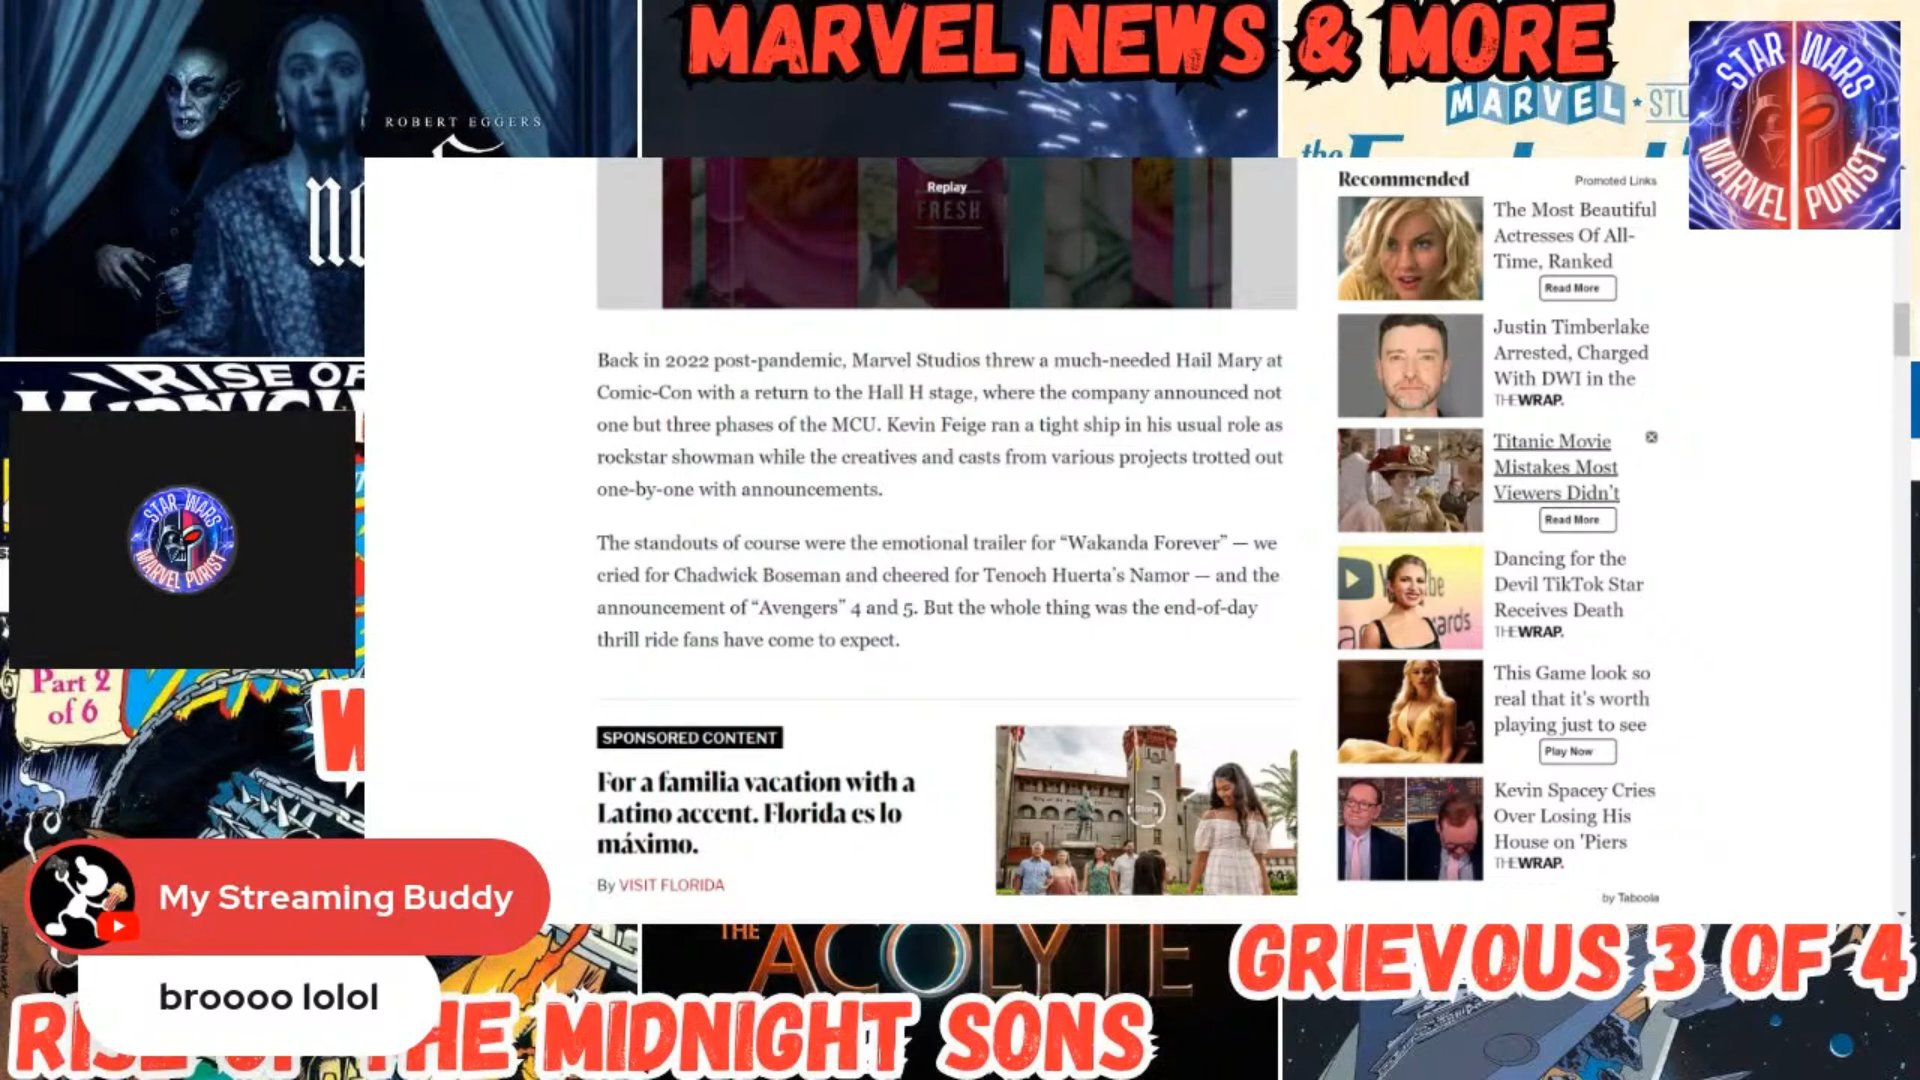 MARVEL NEWS & MORE
STAR WARS
MARVEL PURIST
ROBERT EGGERS
MARVEL STU
the
Replay
FRESH
Recommended
Promoted Links
The Most Beautiful
Actresses Of All-
Time, Ranked
Read More
Justin Timberlake
Arrested, Charged
With DWI in the
THEWRAP.
Titanic Movie
Mistakes Most
Viewers Didn't
Read More
Dancing for the
Devil TikTok Star
Receives Death
THEWRAP.
This Game look so
real that it's worth
playing just to see
Play Now
Kevin Spacey Cries
Over Losing His
House on 'Piers
THEWRAP.
by Taboola
Back in 2022 post-pandemic, Marvel Studios threw a much-needed Hail Mary at
Comic-Con with a return to the Hall H stage, where the company announced not
one but three phases of the MCU. Kevin Feige ran a tight ship in his usual role as
rockstar showman while the creatives and casts from various projects trotted out
one-by-one with announcements.
The standouts of course were the emotional trailer for “Wakanda Forever” — we
cried for Chadwick Boseman and cheered for Tenoch Huerta’s Namor — and the
announcement of “Avengers” 4 and 5. But the whole thing was the end-of-day
thrill ride fans have come to expect.
SPONSORED CONTENT
For a familia vacation with a
Latino accent. Florida es lo
máximo.
By VISIT FLORIDA
RISE OF
STAR WARS
MARVEL PURIST
Part 2
of 6
My Streaming Buddy
broooo lolol
THE
ACOLYTE
GRIEVOUS 3 OF 4
THE MIDNIGHT SONS